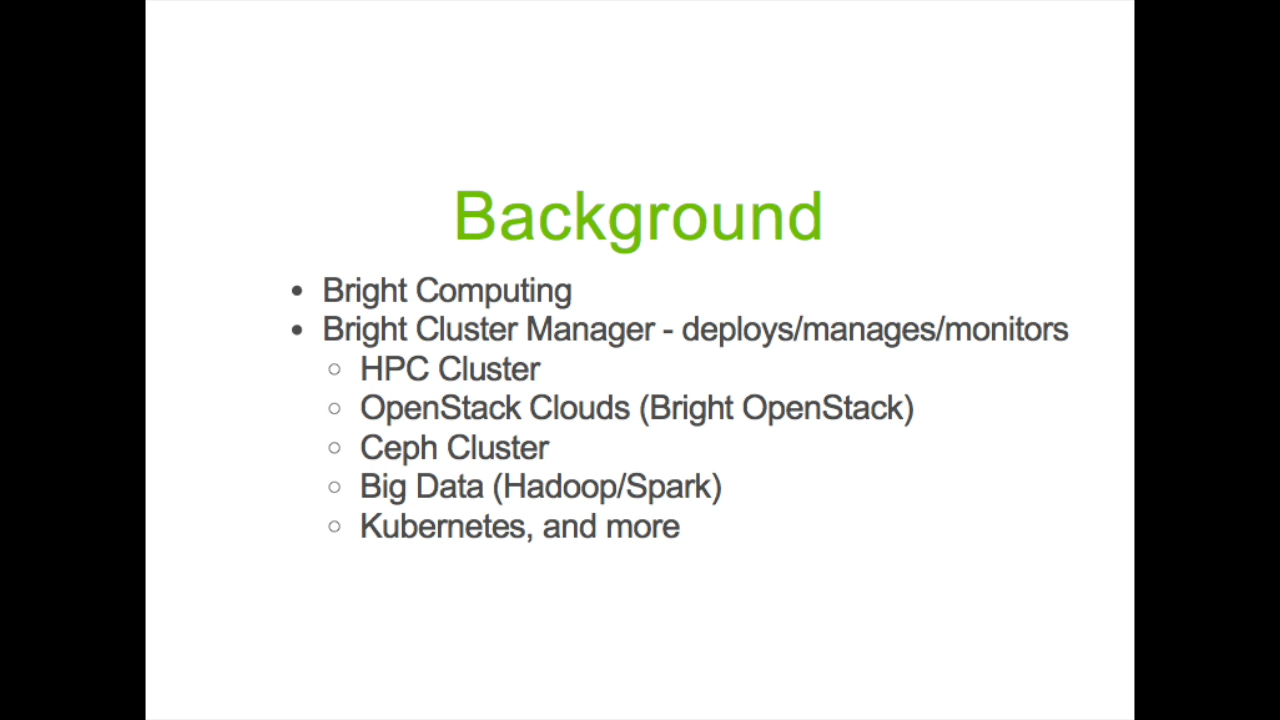 Background
• Bright Computing
• Bright Cluster Manager - deploys/manages/monitors
○ HPC Cluster
○ OpenStack Clouds (Bright OpenStack)
○ Ceph Cluster
○ Big Data (Hadoop/Spark)
○ Kubernetes, and more